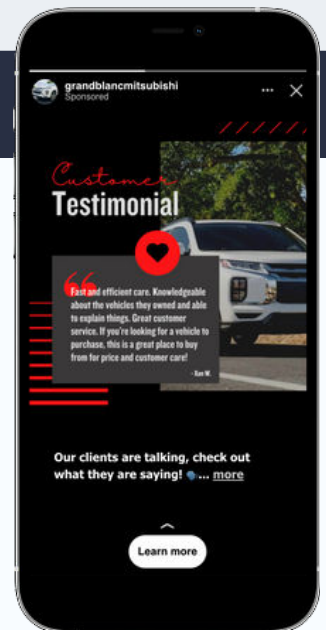 grandblancmitsubishi
Sponsored
Customer
Testimonial
Fast and efficient care. Knowledgeable
about the vehicles they owned and able
to explain things. Great customer
service. If you're looking for a vehicle to
purchase, this is a great place to buy
from for price and customer care!
Our clients are talking, check out
what they are saying! 🗣️... more
Learn more